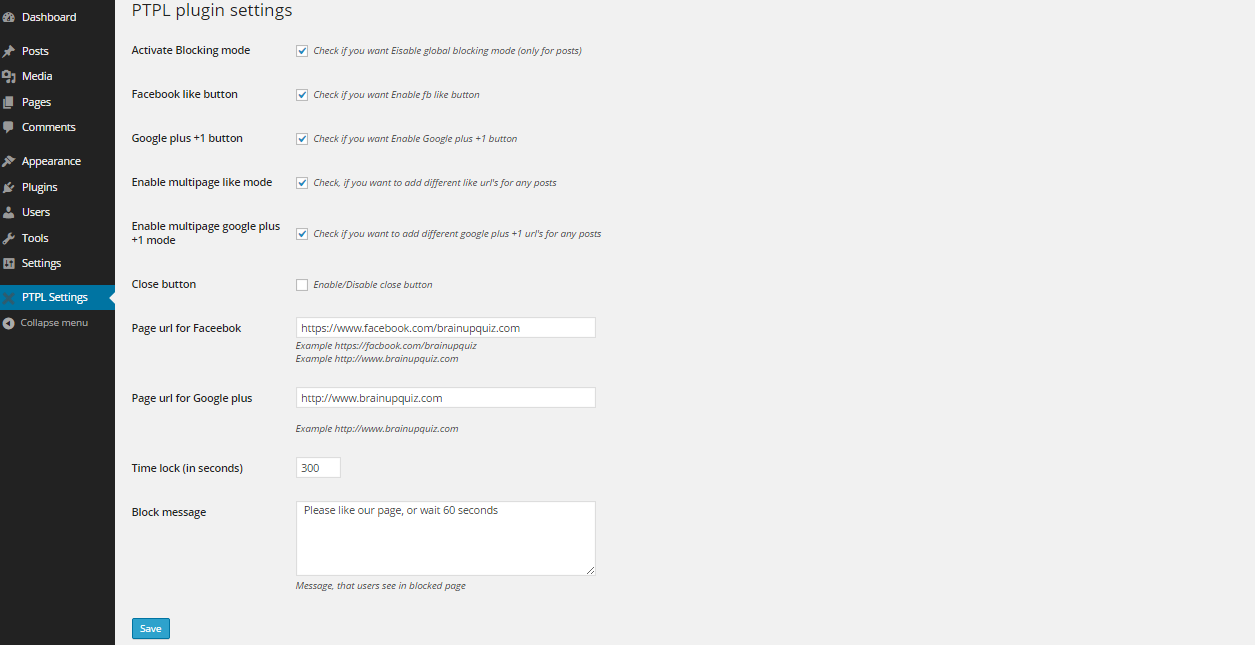 Dashboard
Posts
Media
Pages
Comments
Appearance
Plugins
Users
Tools
Settings
PTPL Settings
Collapse menu
PTPL plugin settings
Activate Blocking mode
Check if you want Eisable global blocking mode (only for posts)
Facebook like button
Check if you want Enable fb like button
Google plus +1 button
Check if you want Enable Google plus +1 button
Enable multipage like mode
Check, if you want to add different like url's for any posts
Enable multipage google plus
+1 mode
Check if you want to add different google plus +1 url's for any posts
Close button
Enable/Disable close button
Page url for Faceebok
https://www.facebook.com/brainupquiz.com
Example https://facbook.com/brainupquiz
Example http://www.brainupquiz.com
Page url for Google plus
http://www.brainupquiz.com
Example http://www.brainupquiz.com
Time lock (in seconds)
300
Block message
Please like our page, or wait 60 seconds
Message, that users see in blocked page
Save